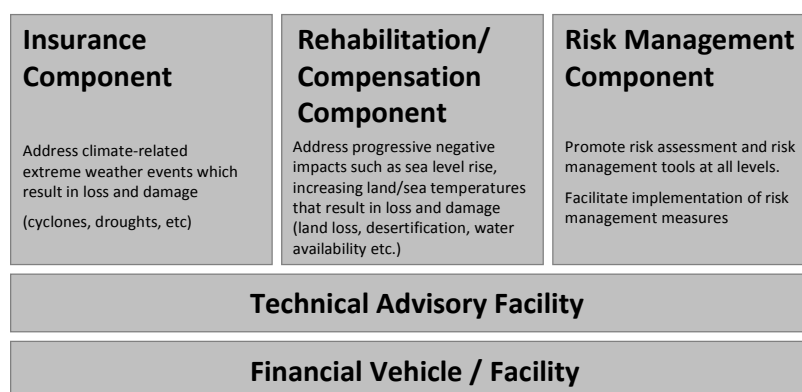 Insurance
Component
Address climate-related
extreme weather events which
result in loss and damage
(cyclones, droughts, etc)
Rehabilitation/
Compensation
Component
Address progressive negative
impacts such as sea level rise,
increasing land/sea temperatures
that result in loss and damage
(land loss, desertification, water
availability etc.)
Risk Management
Component
Promote risk assessment and risk
management tools at all levels.
Facilitate implementation of risk
management measures
Technical Advisory Facility
Financial Vehicle / Facility